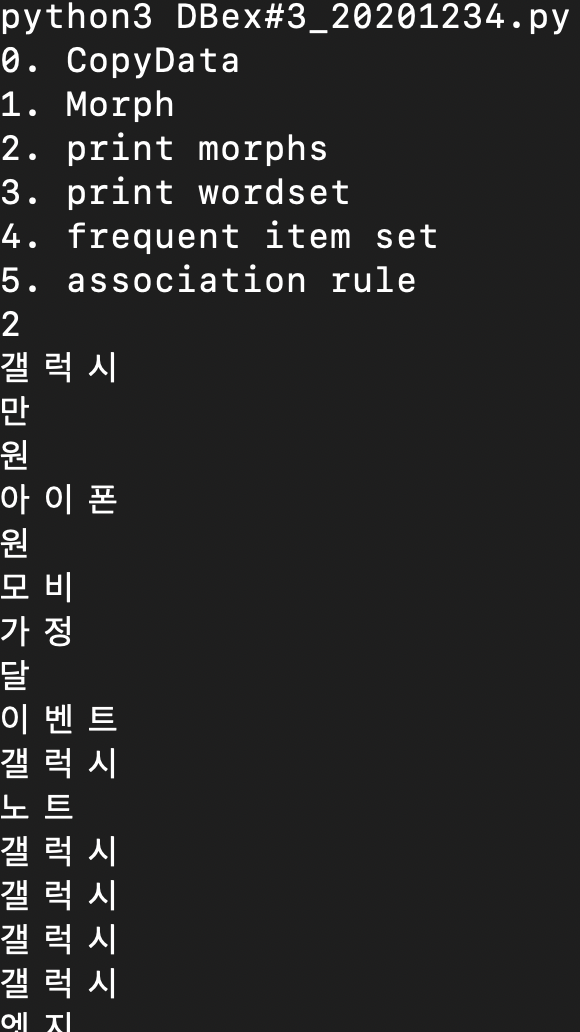 python3 DBex#3_20201234.py
0. CopyData
1. Morph
2. print morphs
3. print wordset
4. frequent item set
5. association rule
2
갤럭시
만
원
아이폰
원
모비
가정
달
이벤트
갤럭시
노트
갤럭시
갤럭시
갤럭시
갤럭시
엣지